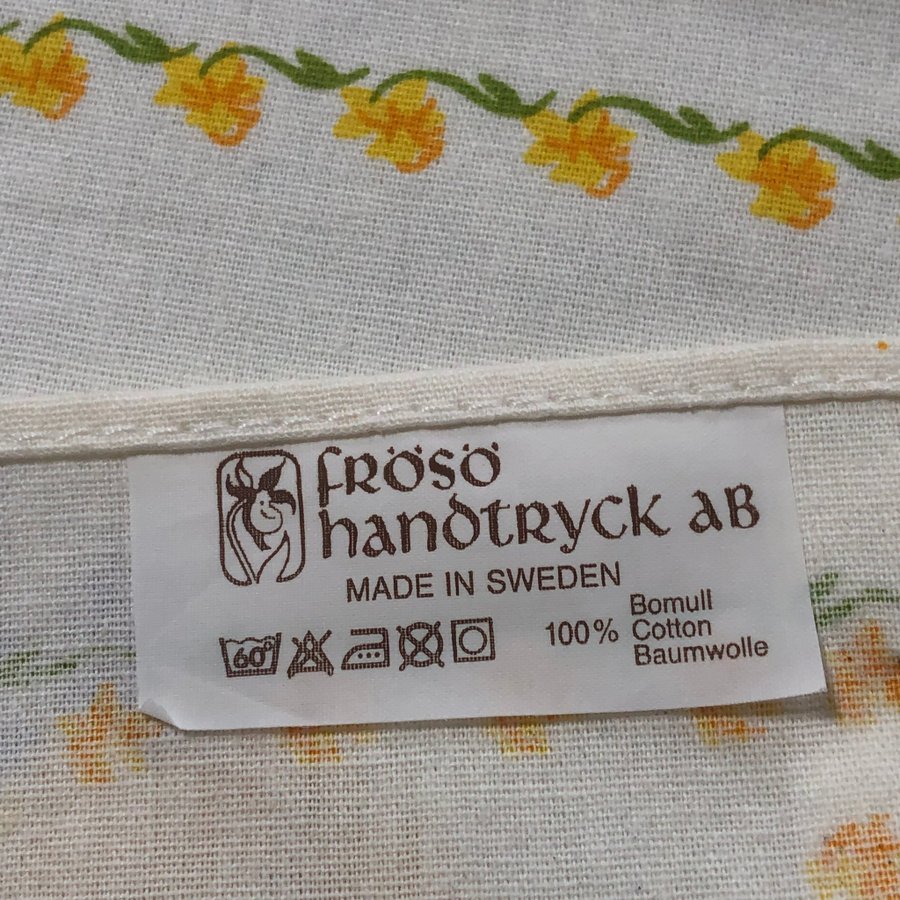 FRÖSÖ
handtryck aB
MADE IN SWEDEN
60°
Bomull
100% Cotton
Baumwolle